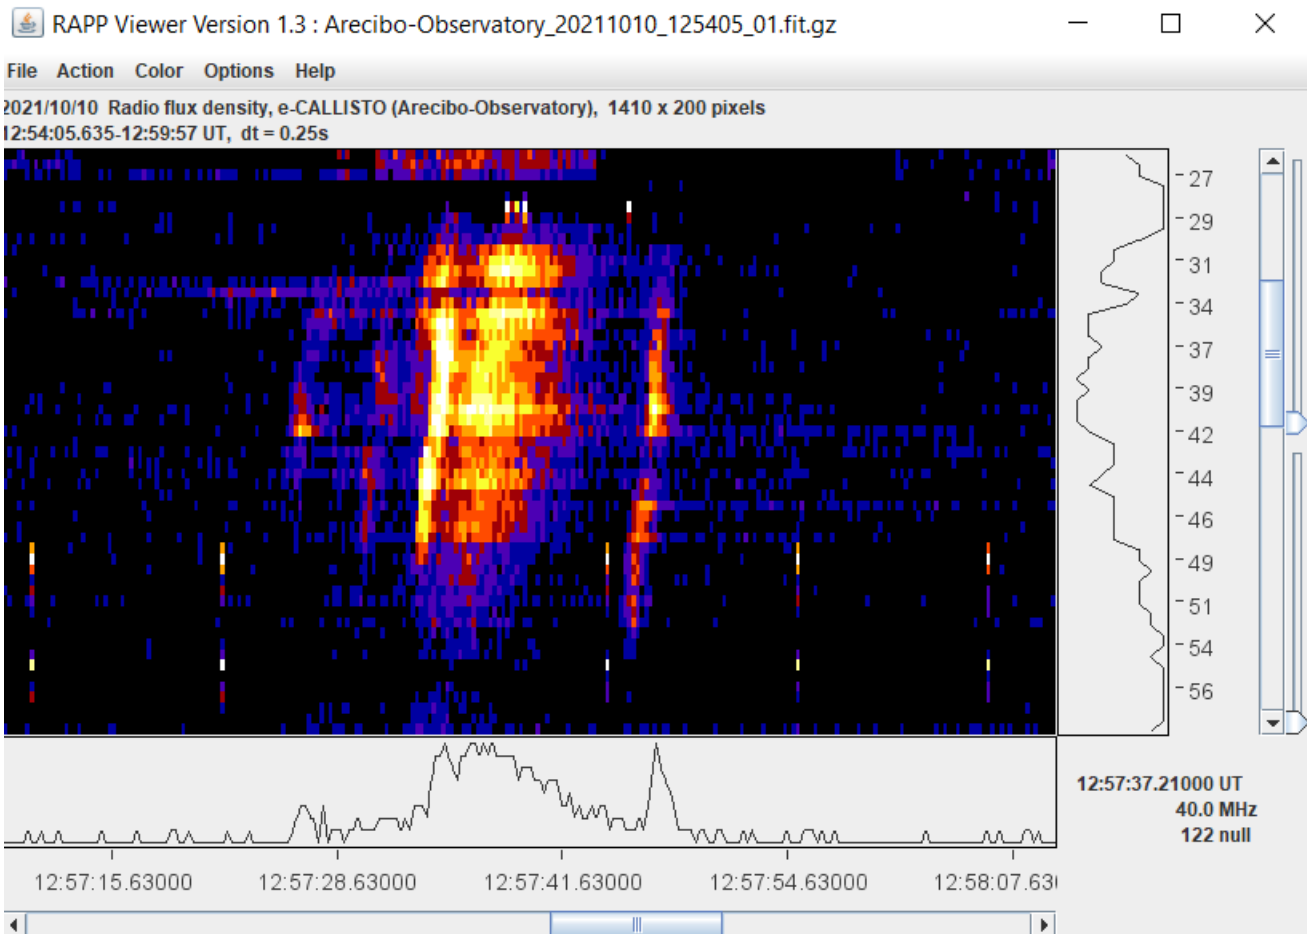 RAPP Viewer Version 1.3 : Arecibo-Observatory_20211010_125405_01.fit.gz
File Action Color Options Help
2021/10/10 Radio flux density, e-CALLISTO (Arecibo-Observatory), 1410 x 200 pixels
12:54:05.635-12:59:57 UT, dt = 0.25s
27
29
31
34
37
39
42
44
46
49
51
54
56
12:57:37.21000 UT
40.0 MHz
122 null
12:57:15.63000 12:57:28.63000 12:57:41.63000 12:57:54.63000 12:58:07.63